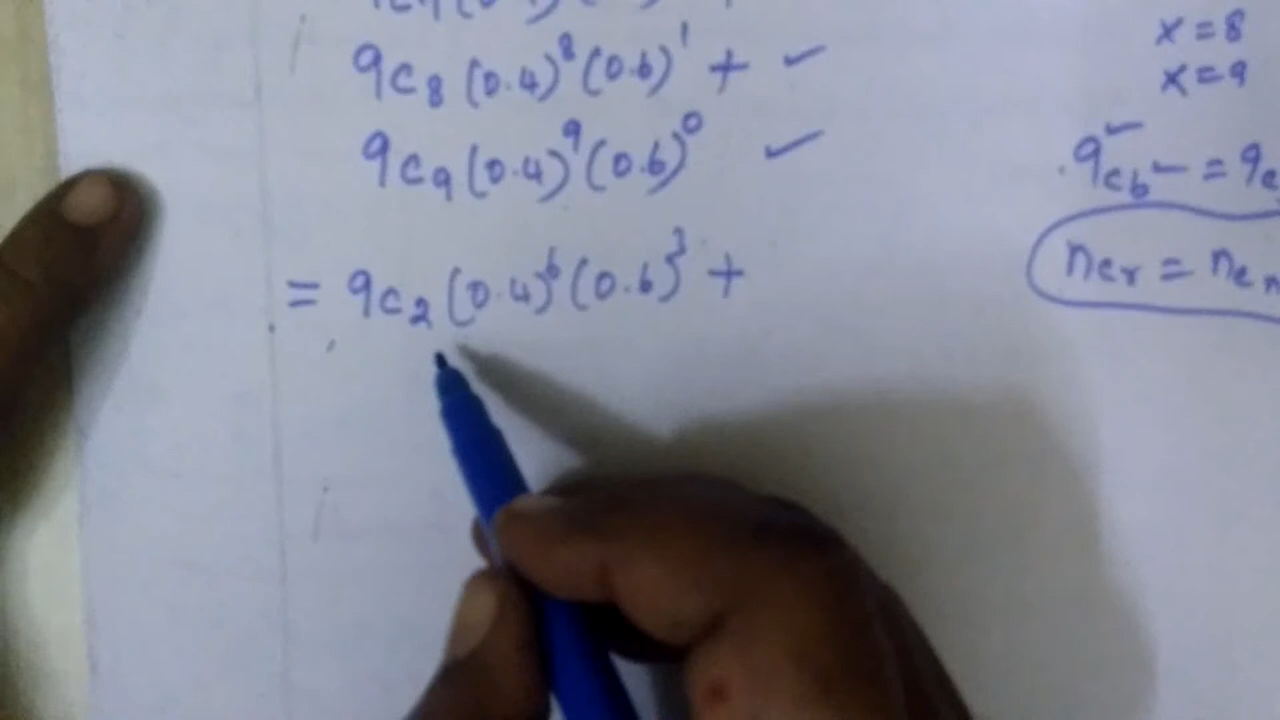 9c8 (0.4)^8 (0.6)^1 + ✓
9c9 (0.4)^9 (0.6)^0 ✓
= 9c2 (0.4)^6 (0.6)^3 +
x = 8
x = 9
9c6 = 9c
ncr = ncn